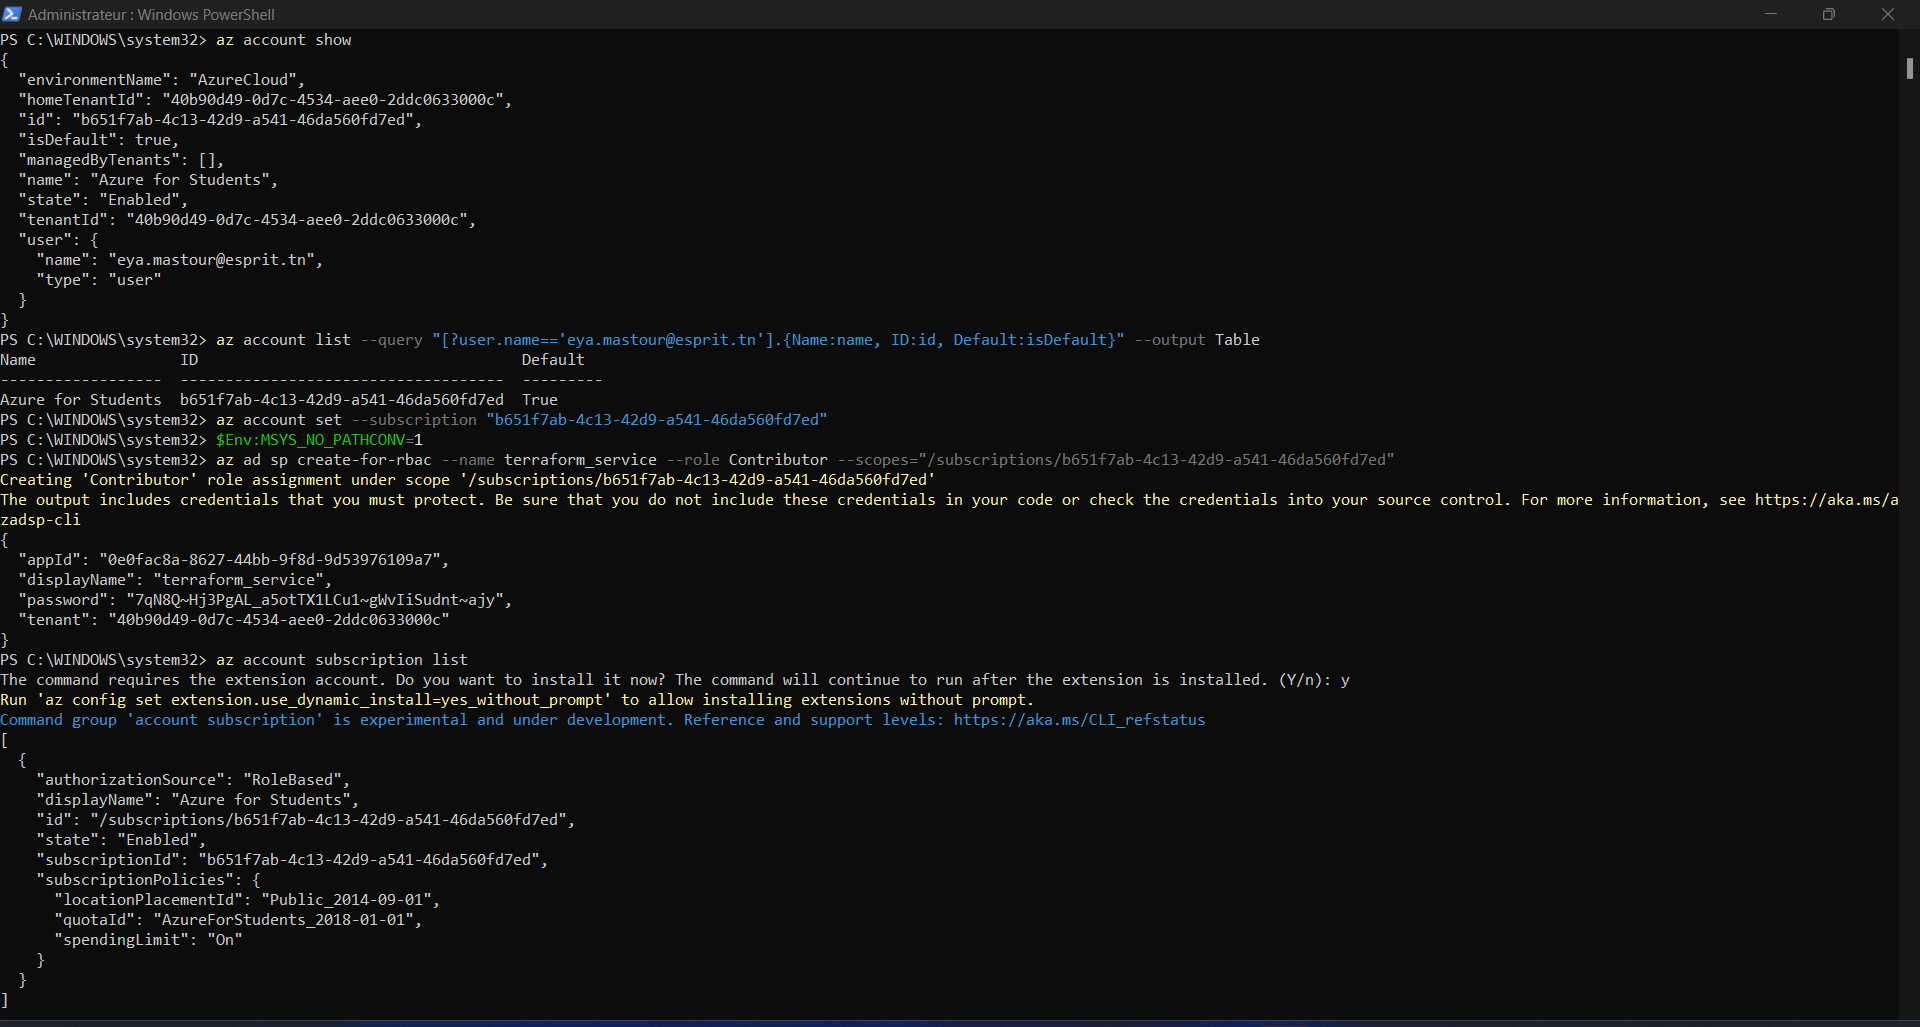 Administrateur : Windows PowerShell
PS C:\WINDOWS\system32> az account show
{
  "environmentName": "AzureCloud",
  "homeTenantId": "40b90d49-0d7c-4534-aee0-2ddc0633000c",
  "id": "b651f7ab-4c13-42d9-a541-46da560fd7ed",
  "isDefault": true,
  "managedByTenants": [],
  "name": "Azure for Students",
  "state": "Enabled",
  "tenantId": "40b90d49-0d7c-4534-aee0-2ddc0633000c",
  "user": {
    "name": "eya.mastour@esprit.tn",
    "type": "user"
  }
}
PS C:\WINDOWS\system32> az account list --query "[?user.name=='eya.mastour@esprit.tn'].{Name:name, ID:id, Default:isDefault}" --output Table
Name                ID                                    Default
------------------  ------------------------------------  ---------
Azure for Students  b651f7ab-4c13-42d9-a541-46da560fd7ed  True
PS C:\WINDOWS\system32> az account set --subscription "b651f7ab-4c13-42d9-a541-46da560fd7ed"
PS C:\WINDOWS\system32> $Env:MSYS_NO_PATHCONV=1
PS C:\WINDOWS\system32> az ad sp create-for-rbac --name terraform_service --role Contributor --scopes="/subscriptions/b651f7ab-4c13-42d9-a541-46da560fd7ed"
Creating 'Contributor' role assignment under scope '/subscriptions/b651f7ab-4c13-42d9-a541-46da560fd7ed'
The output includes credentials that you must protect. Be sure that you do not include these credentials in your code or check the credentials into your source control. For more information, see https://aka.ms/a
zadsp-cli
{
  "appId": "0e0fac8a-8627-44bb-9f8d-9d53976109a7",
  "displayName": "terraform_service",
  "password": "7qN8Q~Hj3PgAL_a5otTX1LCu1~gWvIiSudnt~ajy",
  "tenant": "40b90d49-0d7c-4534-aee0-2ddc0633000c"
}
PS C:\WINDOWS\system32> az account subscription list
The command requires the extension account. Do you want to install it now? The command will continue to run after the extension is installed. (Y/n): y
Run 'az config set extension.use_dynamic_install=yes_without_prompt' to allow installing extensions without prompt.
Command group 'account subscription' is experimental and under development. Reference and support levels: https://aka.ms/CLI_refstatus
[
  {
    "authorizationSource": "RoleBased",
    "displayName": "Azure for Students",
    "id": "/subscriptions/b651f7ab-4c13-42d9-a541-46da560fd7ed",
    "state": "Enabled",
    "subscriptionId": "b651f7ab-4c13-42d9-a541-46da560fd7ed",
    "subscriptionPolicies": {
      "locationPlacementId": "Public_2014-09-01",
      "quotaId": "AzureForStudents_2018-01-01",
      "spendingLimit": "On"
    }
  }
]